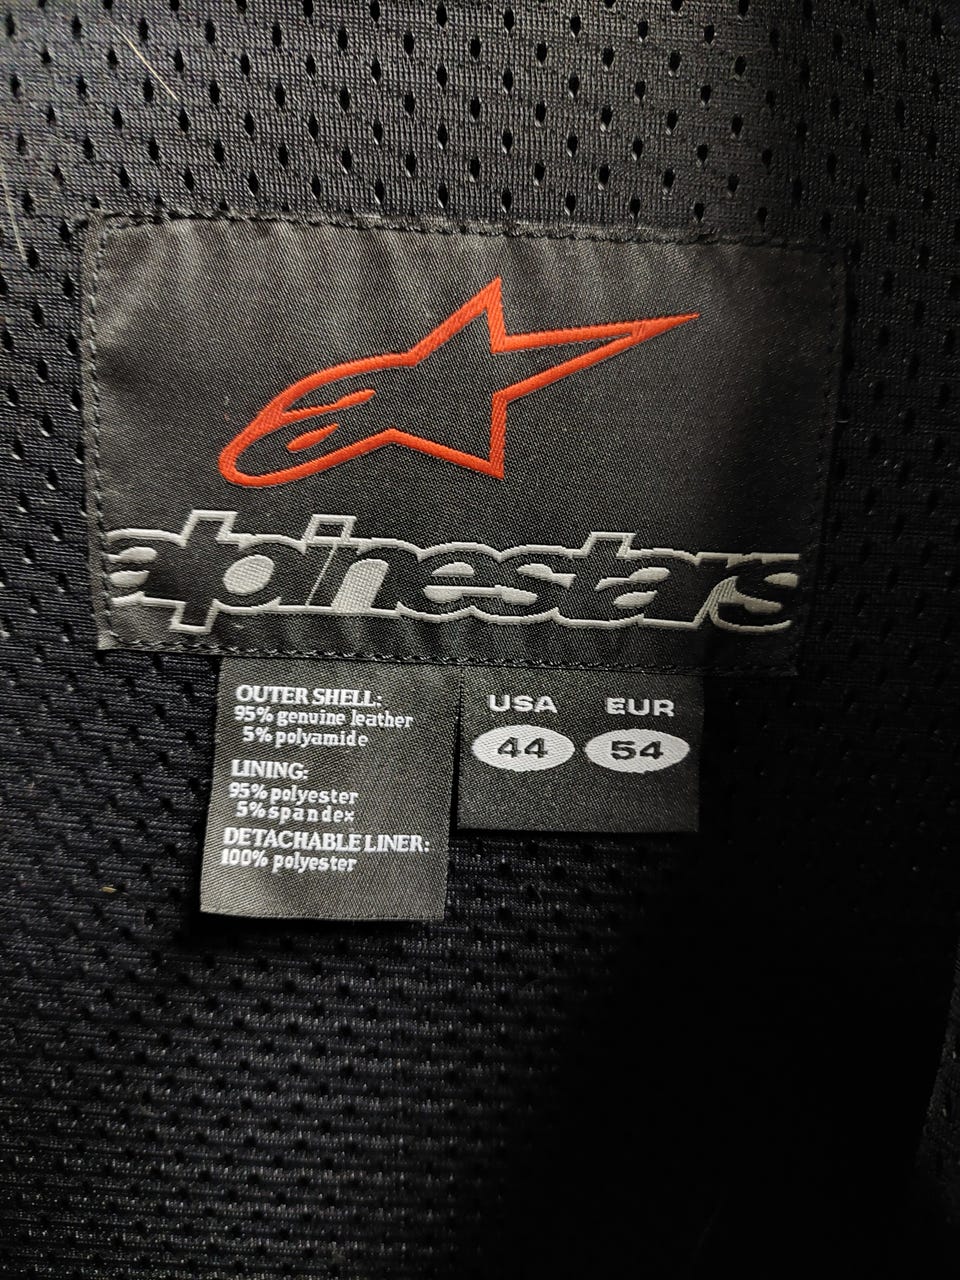 alpinestars
OUTER SHELL:
95% genuine leather
5% polyamide
LINING:
95% polyester
5% spandex
DETACHABLE LINER:
100% polyester
USA EUR
44 54